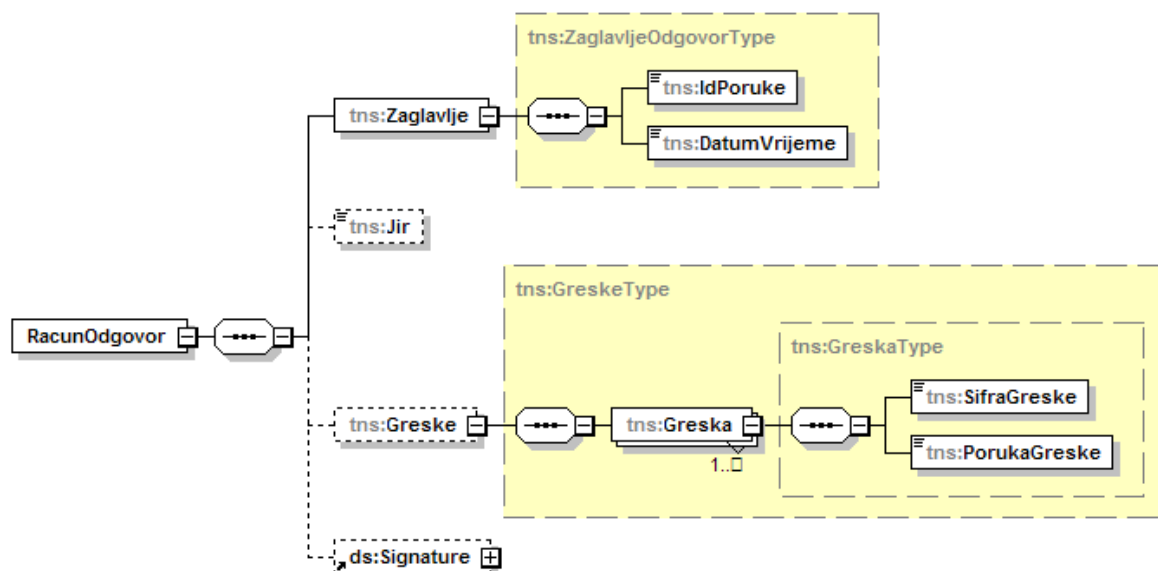 tns:ZaglavljeOdgovorType
tns:IdPoruke
tns:Zaglavlje
tns:DatumVrijeme
tns:Jir
tns:GreskeType
RacunOdgovor
tns:GreskaType
tns:SifraGreske
tns:Greske
tns:Greska
tns:PorukaGreske
1..
ds:Signature